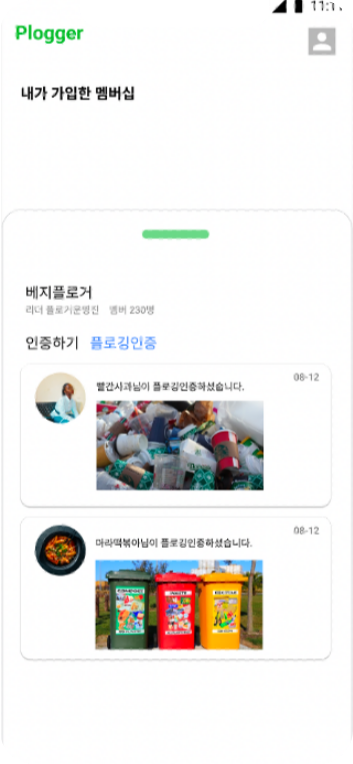 Plogger
내가 가입한 멤버십
베지플로거
리더 플로거운영진 멤버 230명
인증하기 플로깅인증
08-12
빨간사과님이 플로깅인증하셨습니다.
08-12
마라떡볶이님이 플로깅인증하셨습니다.